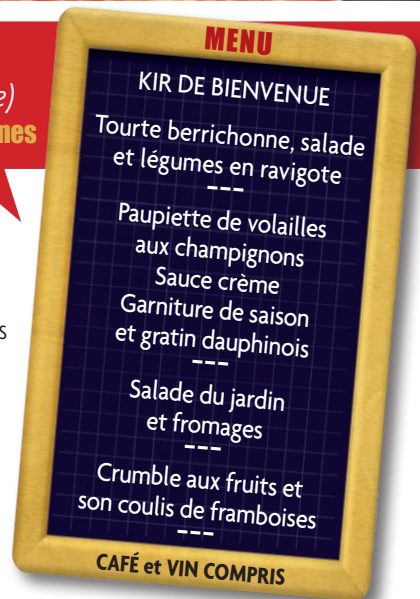 e)
nes
s
MENU
KIR DE BIENVENUE
Tourte berrichonne, salade
et légumes en ravigote
---
Paupiette de volailles
aux champignons
Sauce crème
Garniture de saison
et gratin dauphinois
---
Salade du jardin
et fromages
---
Crumble aux fruits et
son coulis de framboises
---
CAFÉ et VIN COMPRIS